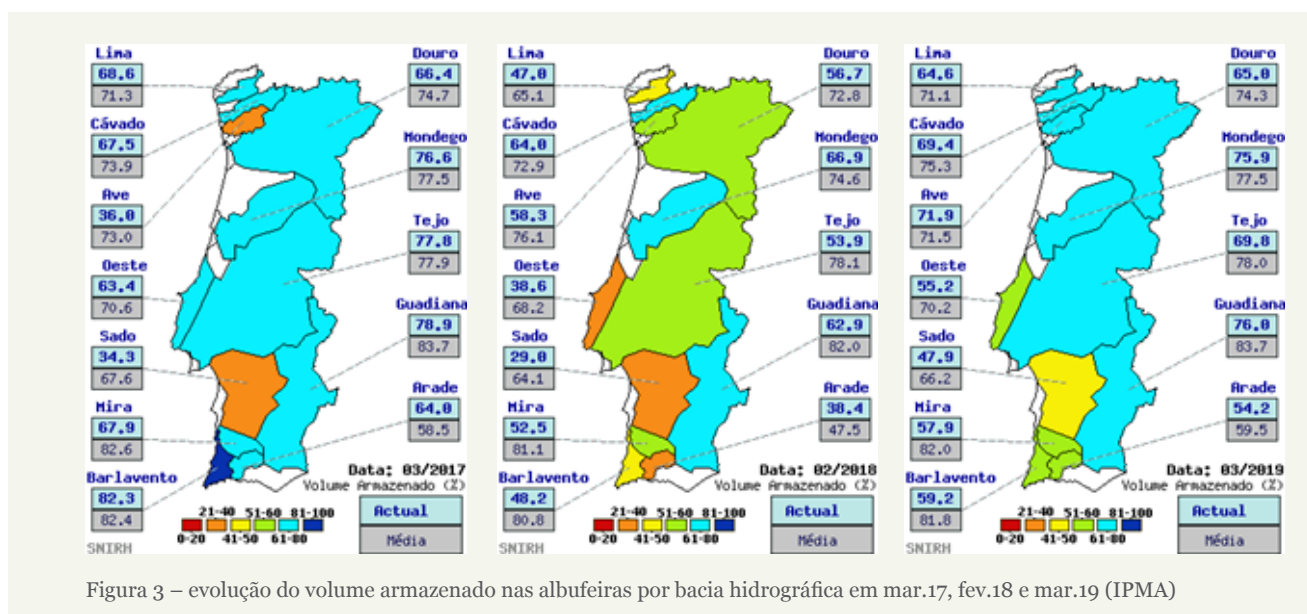 Lima
68.6
71.3
Cávado
67.5
73.9
Ave
36.0
73.0
Oeste
63.4
70.6
Sado
34.3
67.6
Mira
67.9
82.6
Barlavento
82.3
82.4
Douro
66.4
74.7
Mondego
76.6
77.5
Tejo
77.8
77.9
Guadiana
78.9
83.7
Arade
64.0
58.5
Data: 03/2017
Volume Armazenado (%)
21-40 51-60 81-100
0-20 41-50 61-80
Actual
Média
SNIRH
Lima
47.0
65.1
Cávado
64.0
72.9
Ave
58.3
76.1
Oeste
38.6
68.2
Sado
29.0
64.1
Mira
52.5
81.1
Barlavento
48.2
80.8
Douro
56.7
72.8
Mondego
66.9
74.6
Tejo
53.9
78.1
Guadiana
62.9
82.0
Arade
38.4
47.5
Data: 02/2018
Volume Armazenado (%)
21-40 51-60 81-100
0-20 41-50 61-80
Actual
Média
SNIRH
Lima
64.6
71.1
Cávado
69.4
75.3
Ave
71.9
71.5
Oeste
55.2
70.2
Sado
47.9
66.2
Mira
57.9
82.0
Barlavento
59.2
81.8
Douro
65.0
74.3
Mondego
75.9
77.5
Tejo
69.8
78.0
Guadiana
76.0
83.7
Arade
54.2
59.5
Data: 03/2019
Volume Armazenado (%)
21-40 51-60 81-100
0-20 41-50 61-80
Actual
Média
SNIRH
Figura 3 – evolução do volume armazenado nas albufeiras por bacia hidrográfica em mar.17, fev.18 e mar.19 (IPMA)